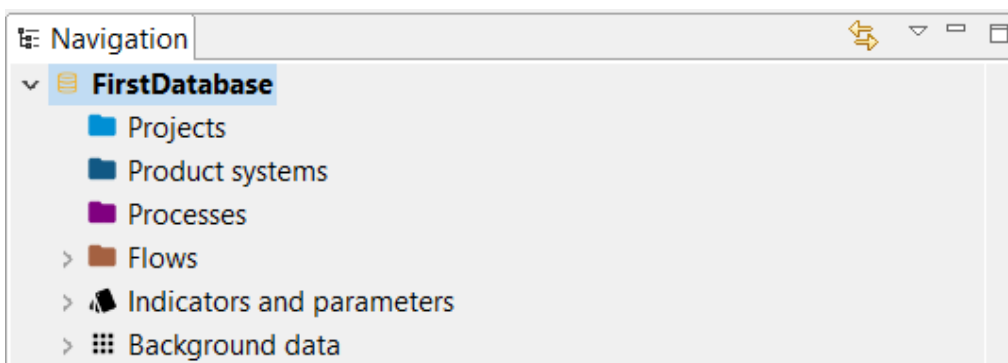 Navigation
FirstDatabase
Projects
Product systems
Processes
Flows
Indicators and parameters
Background data